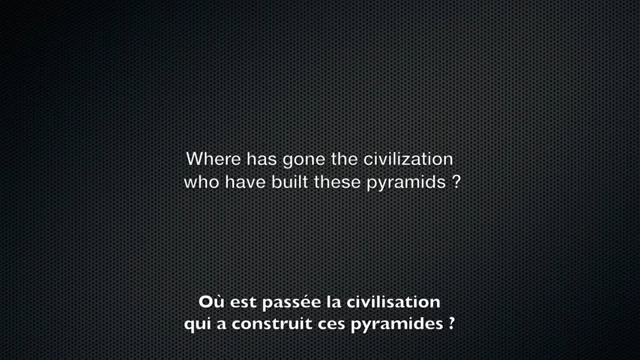 Where has gone the civilization
who have built these pyramids ?
Où est passée la civilisation
qui a construit ces pyramides ?